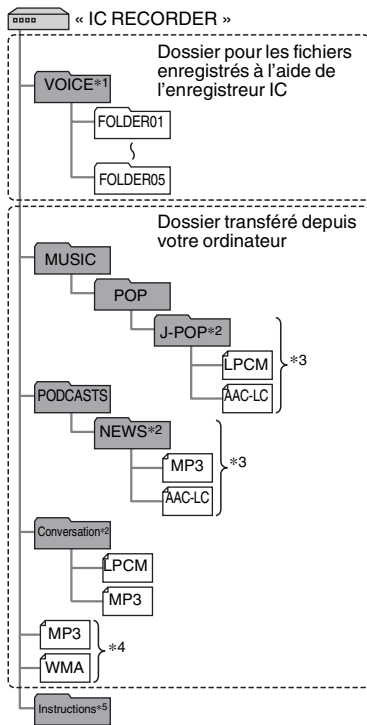 « IC RECORDER »
Dossier pour les fichiers
enregistrés à l'aide de
l'enregistreur IC
VOICE*1
FOLDER01
FOLDER05
Dossier transféré depuis
votre ordinateur
MUSIC
POP
J-POP*2
LPCM
*3
AAC-LC
PODCASTS
NEWS*2
*3
MP3
AAC-LC
Conversation*2
LPCM
MP3
MP3
*4
WMA
Instructions*5